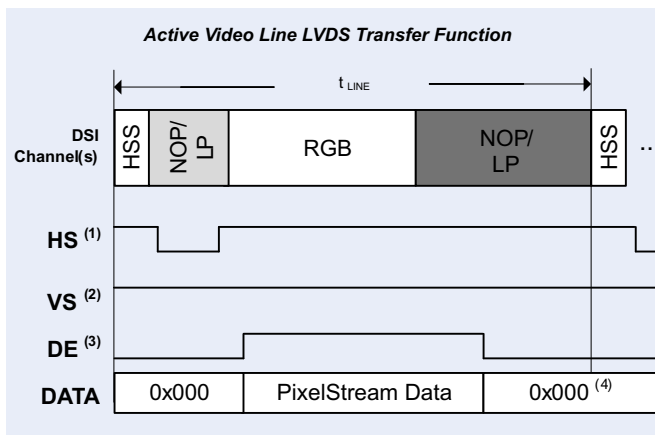 Active Video Line LVDS Transfer Function
t LINE
DSI
Channel(s)
HSS
NOP/
LP
RGB
NOP/
LP
HSS
...
HS (1)
VS (2)
DE (3)
DATA
0x000
PixelStream Data
0x000 (4)